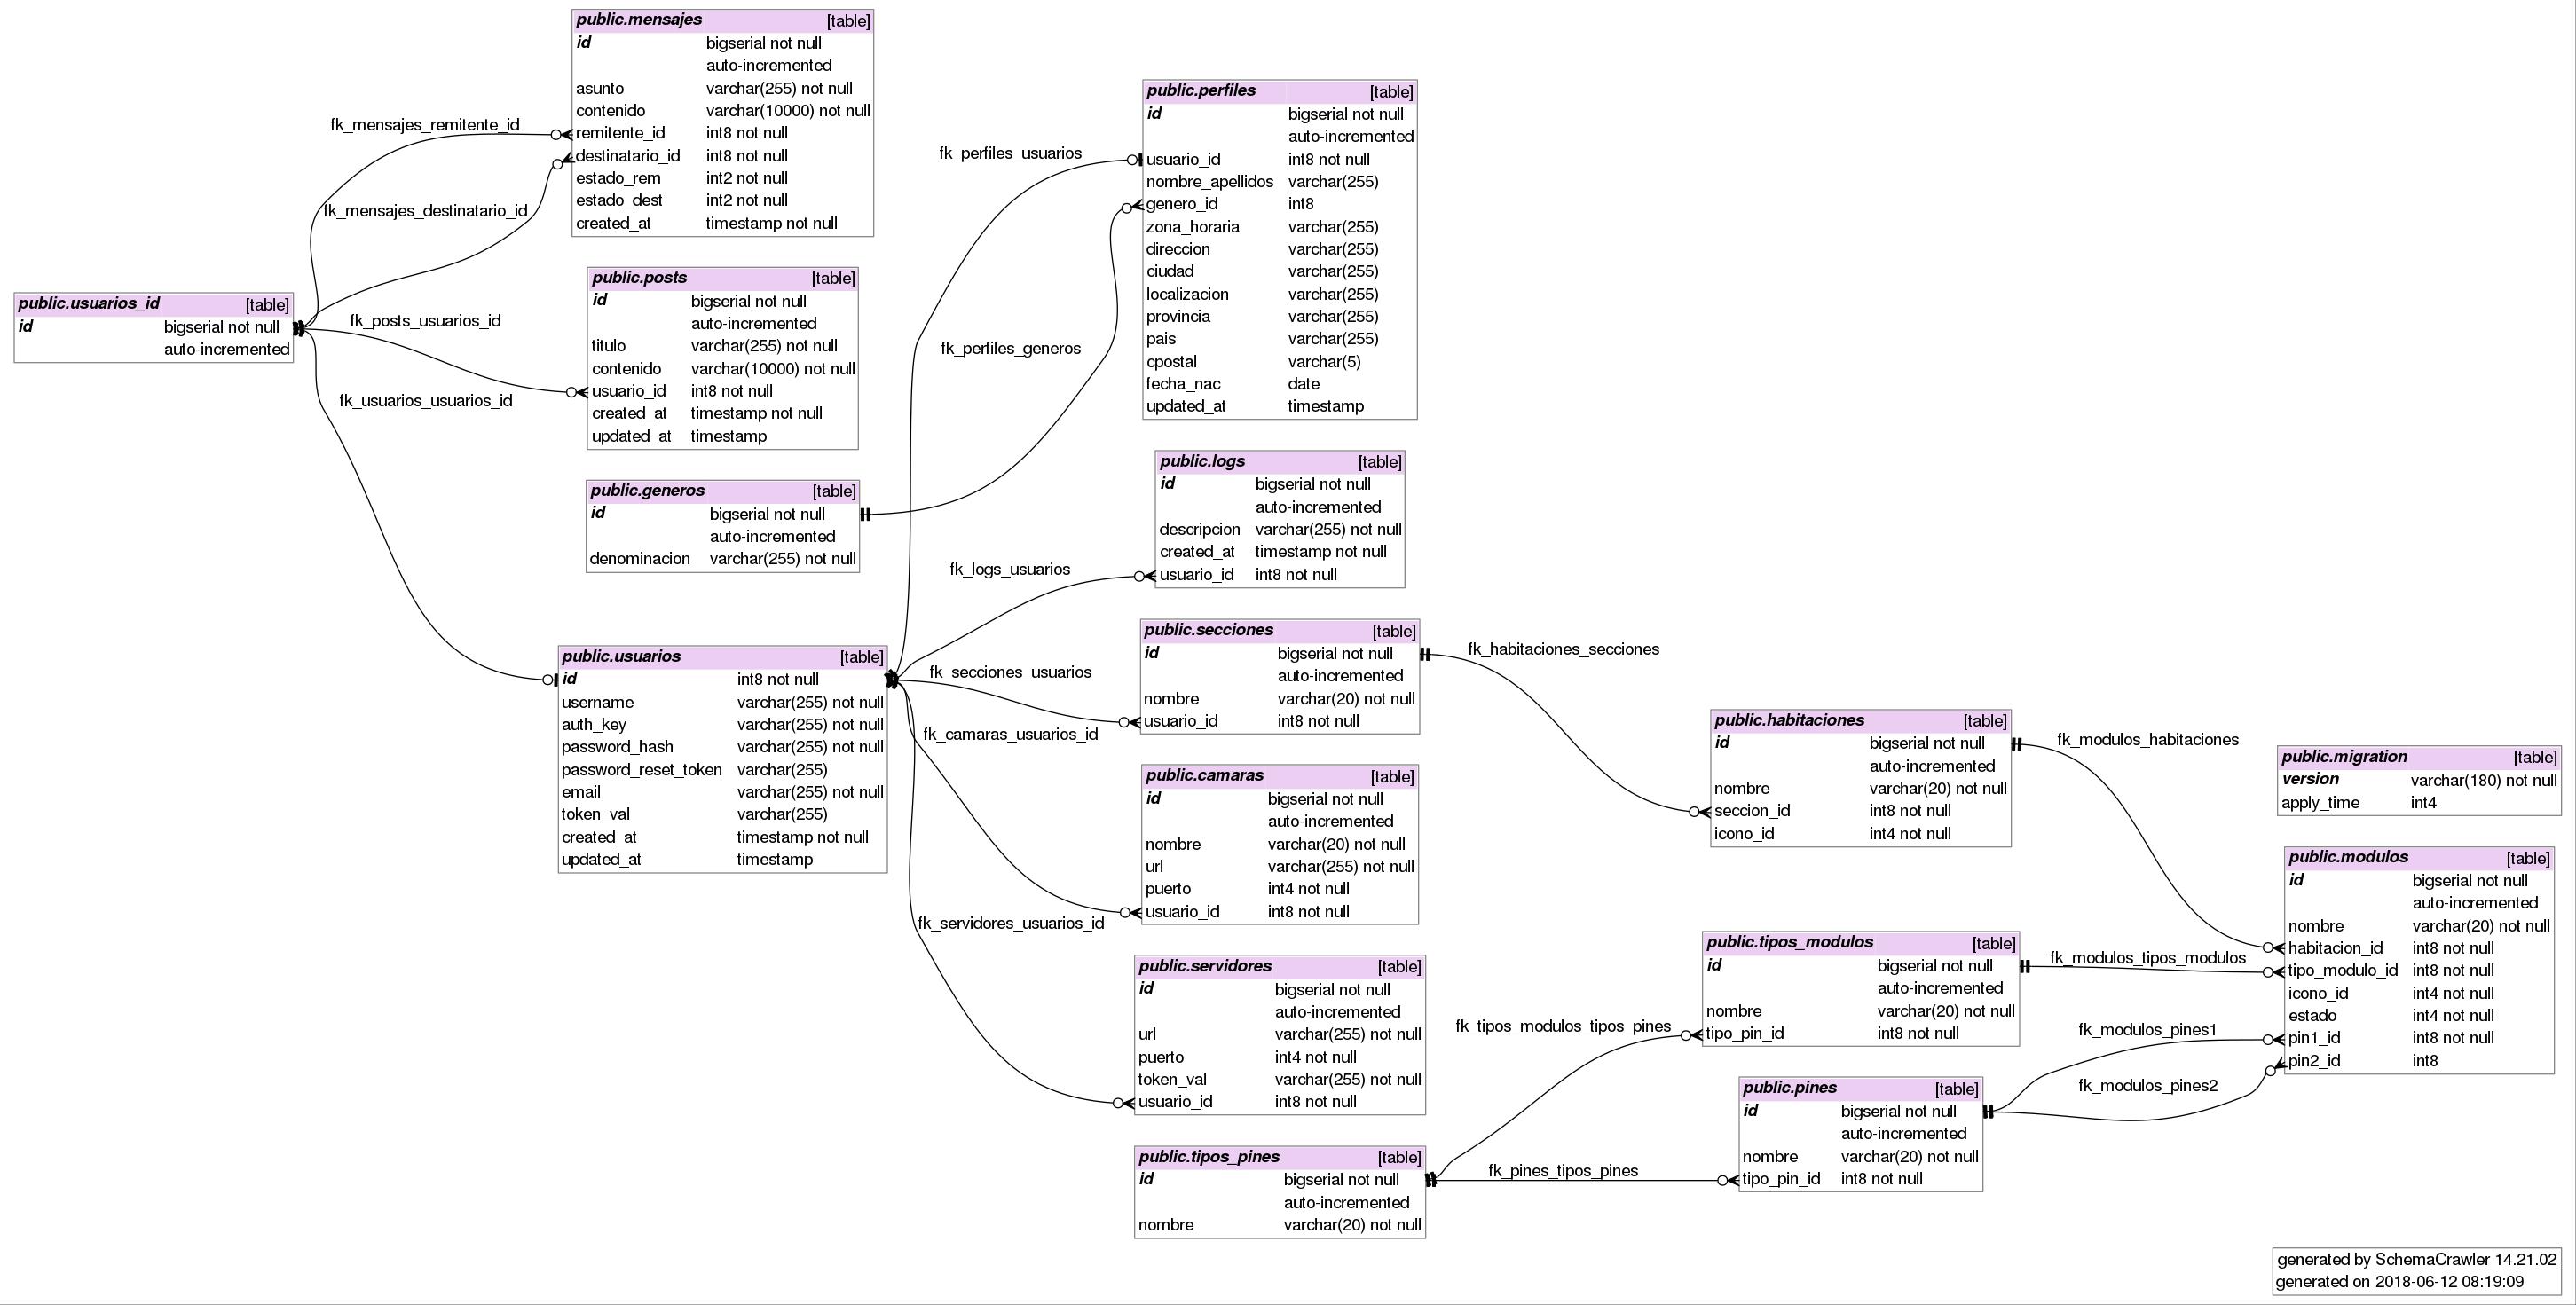 public.mensajes [table]
id bigserial not null
auto-incremented
asunto varchar(255) not null
contenido varchar(10000) not null
remitente_id int8 not null
destinatario_id int8 not null
estado_rem int2 not null
estado_dest int2 not null
created_at timestamp not null
fk_mensajes_remitente_id
fk_mensajes_destinatario_id
public.usuarios_id [table]
id bigserial not null
auto-incremented
fk_posts_usuarios_id
fk_usuarios_usuarios_id
public.posts [table]
id bigserial not null
auto-incremented
titulo varchar(255) not null
contenido varchar(10000) not null
usuario_id int8 not null
created_at timestamp not null
updated_at timestamp
public.generos [table]
id bigserial not null
auto-incremented
denominacion varchar(255) not null
public.usuarios [table]
id int8 not null
username varchar(255) not null
auth_key varchar(255) not null
password_hash varchar(255) not null
password_reset_token varchar(255)
email varchar(255) not null
token_val varchar(255)
created_at timestamp not null
updated_at timestamp
fk_perfiles_usuarios
fk_perfiles_generos
fk_logs_usuarios
fk_secciones_usuarios
fk_camaras_usuarios_id
fk_servidores_usuarios_id
public.perfiles [table]
id bigserial not null
auto-incremented
usuario_id int8 not null
nombre_apellidos varchar(255)
genero_id int8
zona_horaria varchar(255)
direccion varchar(255)
ciudad varchar(255)
localizacion varchar(255)
provincia varchar(255)
pais varchar(255)
cpostal varchar(5)
fecha_nac date
updated_at timestamp
public.logs [table]
id bigserial not null
auto-incremented
descripcion varchar(255) not null
created_at timestamp not null
usuario_id int8 not null
public.secciones [table]
id bigserial not null
auto-incremented
nombre varchar(20) not null
usuario_id int8 not null
public.camaras [table]
id bigserial not null
auto-incremented
nombre varchar(20) not null
url varchar(255) not null
puerto int4 not null
usuario_id int8 not null
public.servidores [table]
id bigserial not null
auto-incremented
url varchar(255) not null
puerto int4 not null
token_val varchar(255) not null
usuario_id int8 not null
public.tipos_pines [table]
id bigserial not null
auto-incremented
nombre varchar(20) not null
fk_habitaciones_secciones
fk_tipos_modulos_tipos_pines
fk_pines_tipos_pines
public.habitaciones [table]
id bigserial not null
auto-incremented
nombre varchar(20) not null
seccion_id int8 not null
icono_id int4 not null
public.tipos_modulos [table]
id bigserial not null
auto-incremented
nombre varchar(20) not null
tipo_pin_id int8 not null
public.pines [table]
id bigserial not null
auto-incremented
nombre varchar(20) not null
tipo_pin_id int8 not null
fk_modulos_habitaciones
fk_modulos_tipos_modulos
fk_modulos_pines1
fk_modulos_pines2
public.migration [table]
version varchar(180) not null
apply_time int4
public.modulos [table]
id bigserial not null
auto-incremented
nombre varchar(20) not null
habitacion_id int8 not null
tipo_modulo_id int8 not null
icono_id int4 not null
estado int4 not null
pin1_id int8 not null
pin2_id int8
generated by SchemaCrawler 14.21.02
generated on 2018-06-12 08:19:09